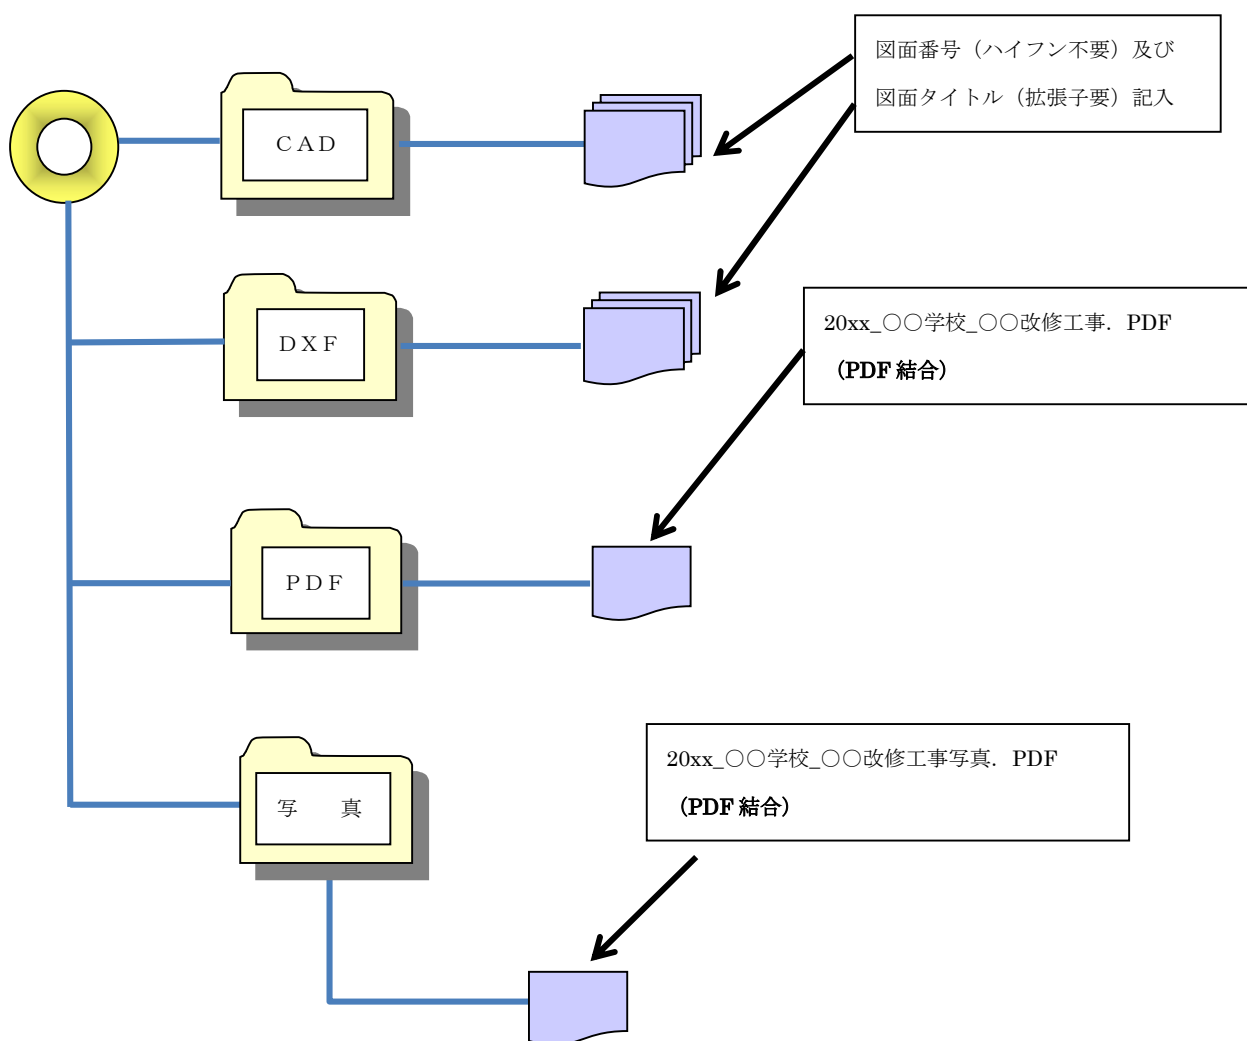 図面番号（ハイフン不要）及び
図面タイトル（拡張子要）記入
ＣＡＤ
ＤＸＦ
20xx_○○学校_○○改修工事．PDF
（PDF 結合）
ＰＤＦ
20xx_○○学校_○○改修工事写真．PDF
（PDF 結合）
写　真